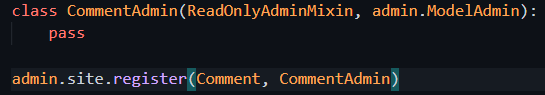 class CommentAdmin(ReadOnlyAdminMixin, admin.ModelAdmin):
    pass
admin.site.register(Comment, CommentAdmin)